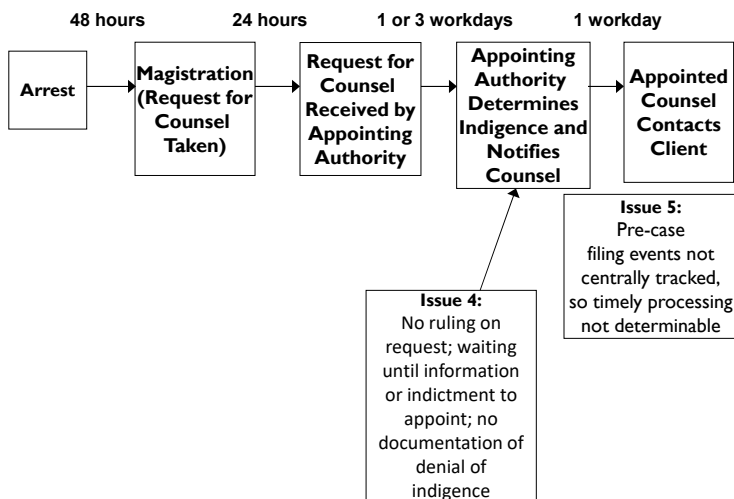 48 hours
24 hours
1 or 3 workdays
1 workday
Arrest
Magistration
(Request for
Counsel
Taken)
Request for
Counsel
Received by
Appointing
Authority
Appointing
Authority
Determines
Indigence and
Notifies
Counsel
Appointed
Counsel
Contacts
Client
Issue 5:
Pre-case
filing events not
centrally tracked,
so timely processing
not determinable
Issue 4:
No ruling on
request; waiting
until information
or indictment to
appoint; no
documentation of
denial of
indigence